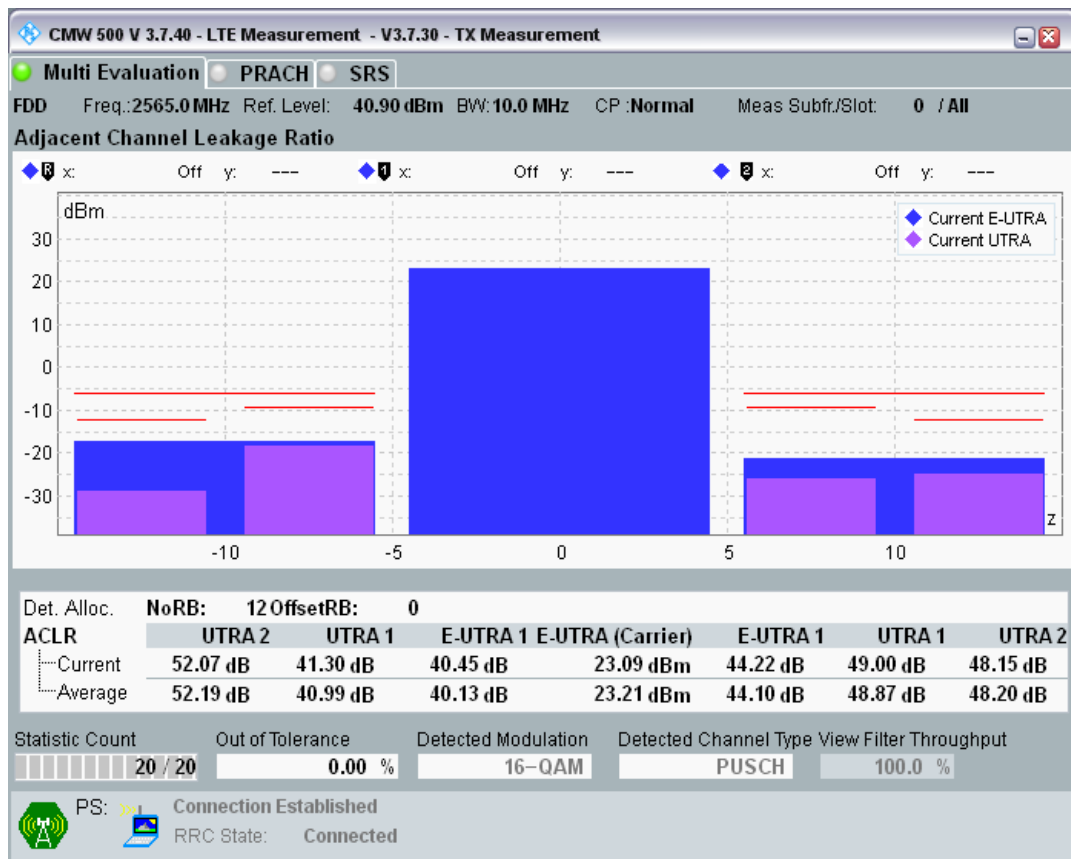 CMW 500 V 3.7.40 - LTE Measurement - V3.7.30 - TX Measurement
Multi Evaluation PRACH SRS
FDD Freq.:2565.0 MHz Ref. Level: 40.90 dBm BW: 10.0 MHz CP :Normal Meas Subfr./Slot: 0 / All
Adjacent Channel Leakage Ratio
R x: Off y: --- 1 x: Off y: --- 2 x: Off y: ---
dBm
Current E-UTRA
Current UTRA
30
20
10
0
-10
-20
-30
z
-10 -5 0 5 10
Det. Alloc. NoRB: 12 OffsetRB: 0
ACLR UTRA 2 UTRA 1 E-UTRA 1 E-UTRA (Carrier) E-UTRA 1 UTRA 1 UTRA 2
Current 52.07 dB 41.30 dB 40.45 dB 23.09 dBm 44.22 dB 49.00 dB 48.15 dB
Average 52.19 dB 40.99 dB 40.13 dB 23.21 dBm 44.10 dB 48.87 dB 48.20 dB
Statistic Count Out of Tolerance Detected Modulation Detected Channel Type View Filter Throughput
20 / 20 0.00 % 16-QAM PUSCH 100.0 %
PS: Connection Established
RRC State: Connected